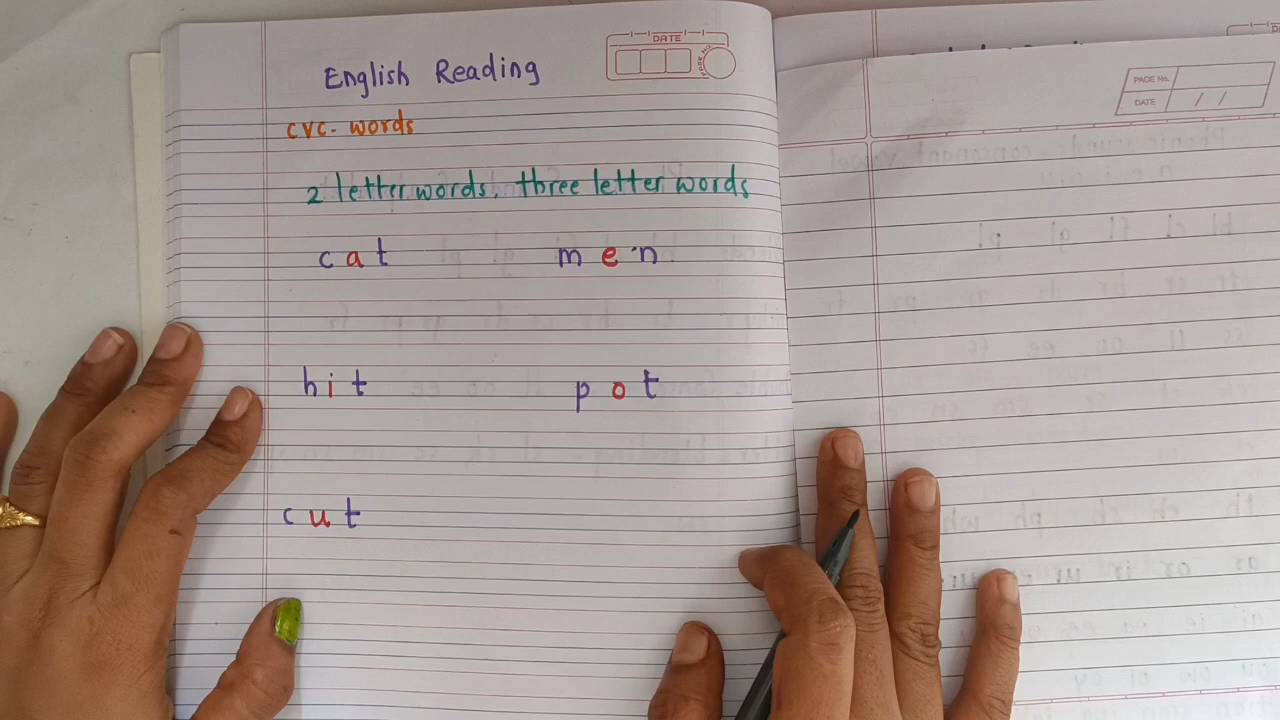 English Reading
DATE
PAGE No.
DATE / /
cvc. words
2 letter words, three letter words
cat men
hit pot
cut